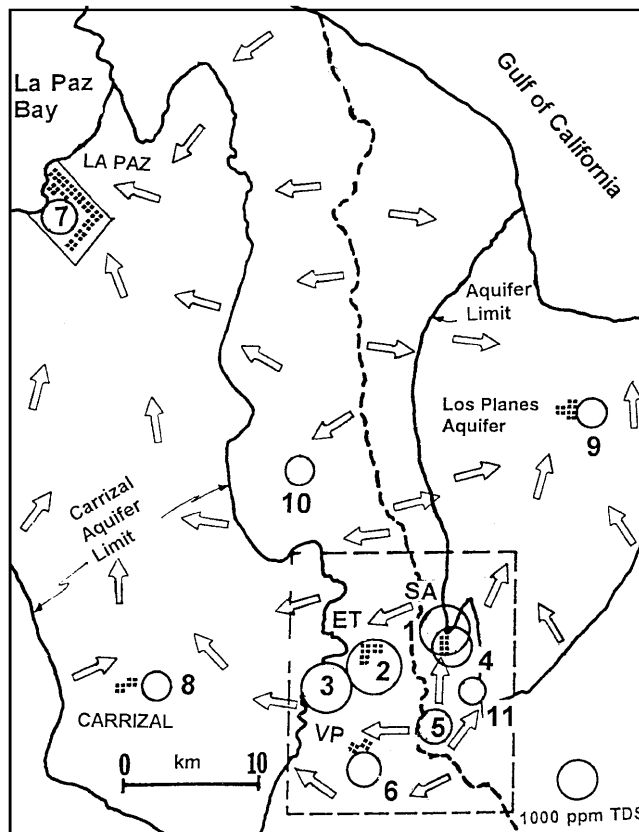 La Paz
Bay
Gulf of California
LA PAZ
7
Aquifer
Limit
Los Planes
Aquifer
9
10
Carrizal
Aquifer
Limit
SA
ET
1
2
4
3
8
11
CARRIZAL
VP
5
0 km 10
6
1000 ppm TDS